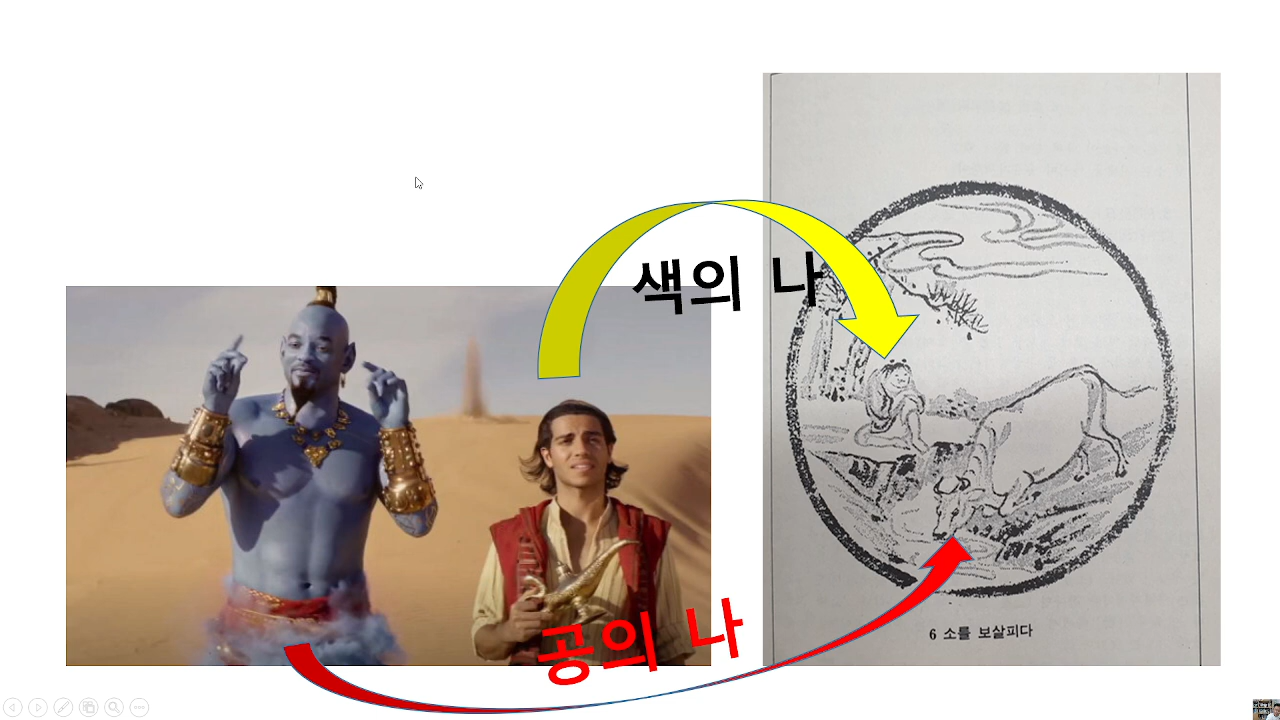 색의 나
공의 나
6 소를 보살피다